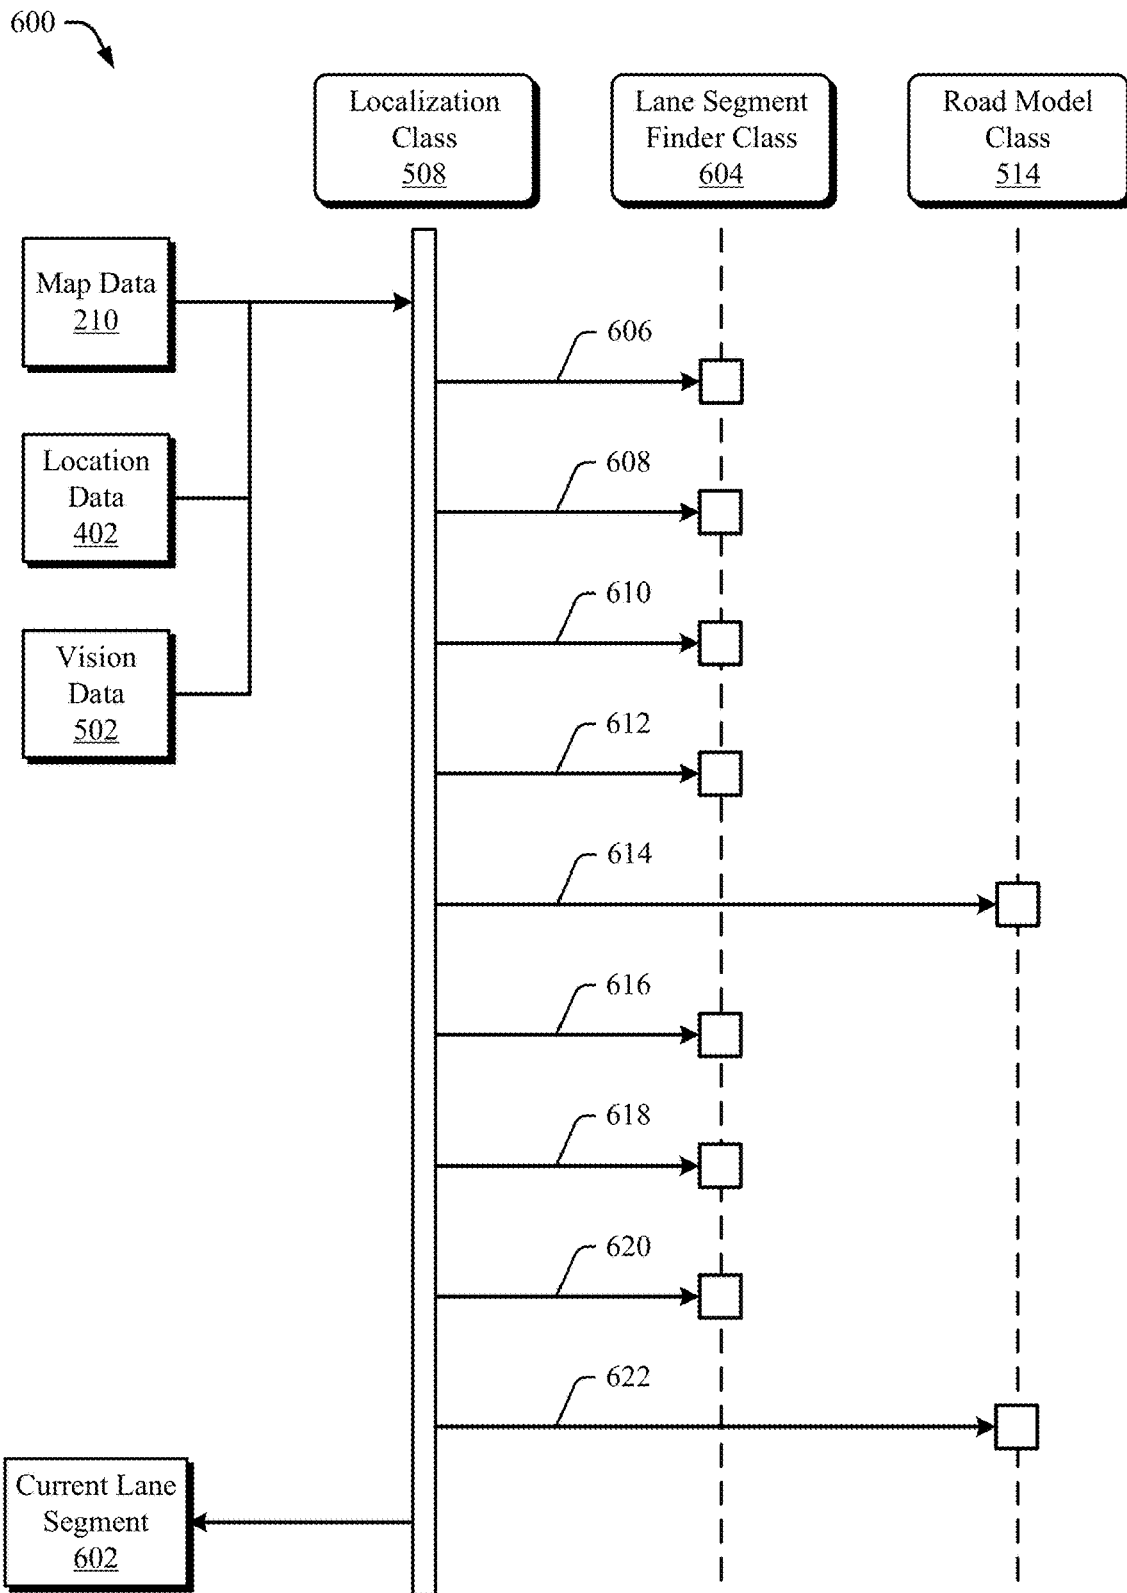 600
Localization
Class
508
Lane Segment
Finder Class
604
Road Model
Class
514
Map Data
210
606
Location
Data
402
608
610
Vision
Data
502
612
614
616
618
620
622
Current Lane
Segment
602